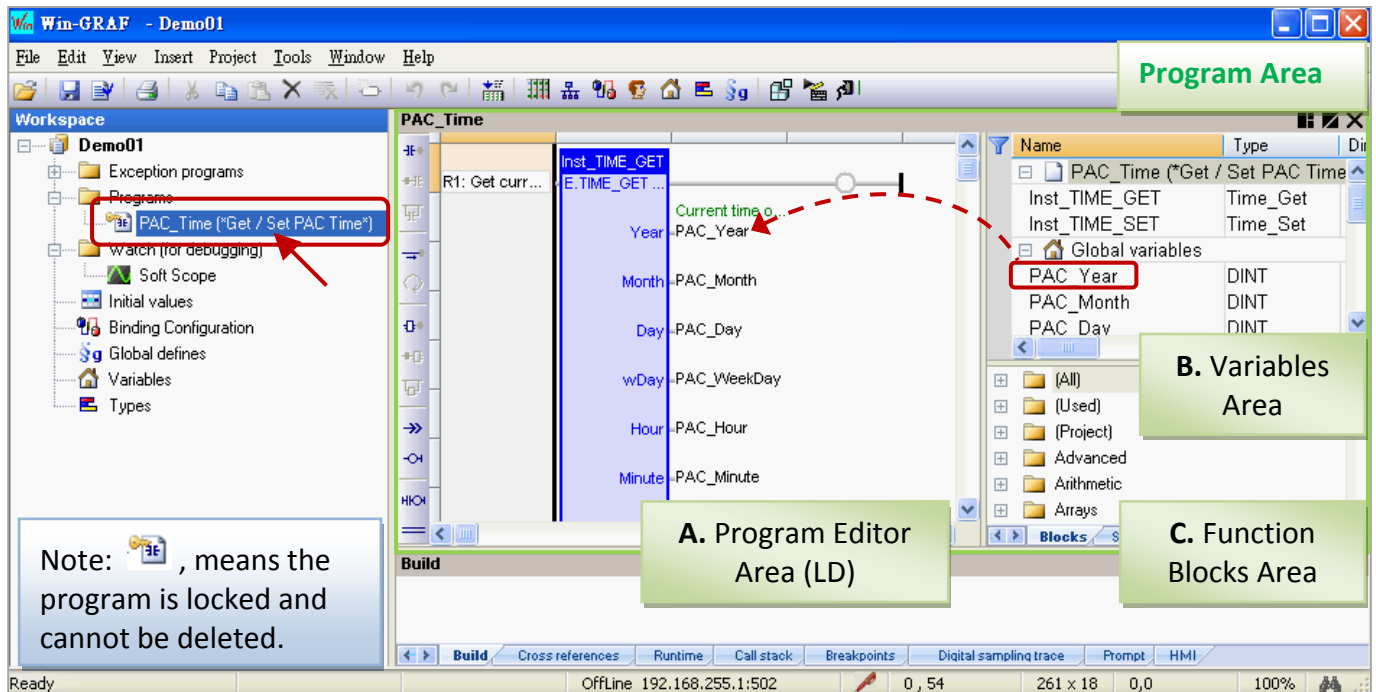 Win-GRAF - Demo01
File Edit View Insert Project Tools Window Help
Program Area
Workspace
Demo01
Exception programs
Programs
PAC_Time (*Get / Set PAC Time*)
Watch (for debugging)
Soft Scope
Initial values
Binding Configuration
§g Global defines
Variables
Types
Note: , means the
program is locked and
cannot be deleted.
PAC_Time
R1: Get curr...
Inst_TIME_GET
E.TIME_GET ...
Current time o...
Year PAC_Year
Month PAC_Month
Day PAC_Day
wDay PAC_WeekDay
Hour PAC_Hour
Minute PAC_Minute
A. Program Editor
Area (LD)
Name Type Dir
PAC_Time (*Get / Set PAC Time
Inst_TIME_GET Time_Get
Inst_TIME_SET Time_Set
Global variables
PAC_Year DINT
PAC_Month DINT
PAC_Day DINT
B. Variables
Area
(All)
(Used)
(Project)
Advanced
Arithmetic
Arrays
Blocks S
C. Function
Blocks Area
Build
Build Cross references Runtime Call stack Breakpoints Digital sampling trace Prompt HMI
Ready OffLine 192.168.255.1:502 0 , 54 261 x 18 0,0 100%